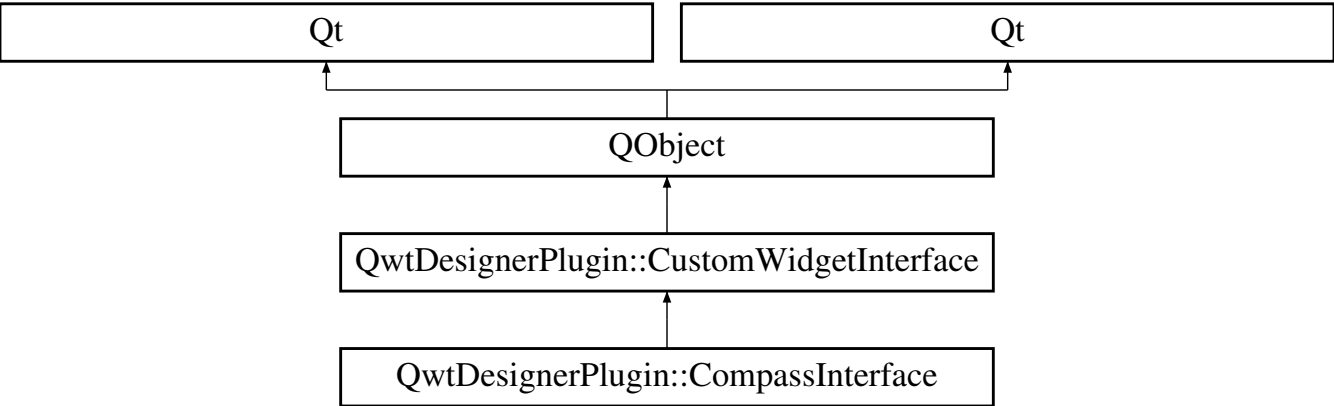 Qt
Qt
QObject
QwtDesignerPlugin::CustomWidgetInterface
QwtDesignerPlugin::CompassInterface